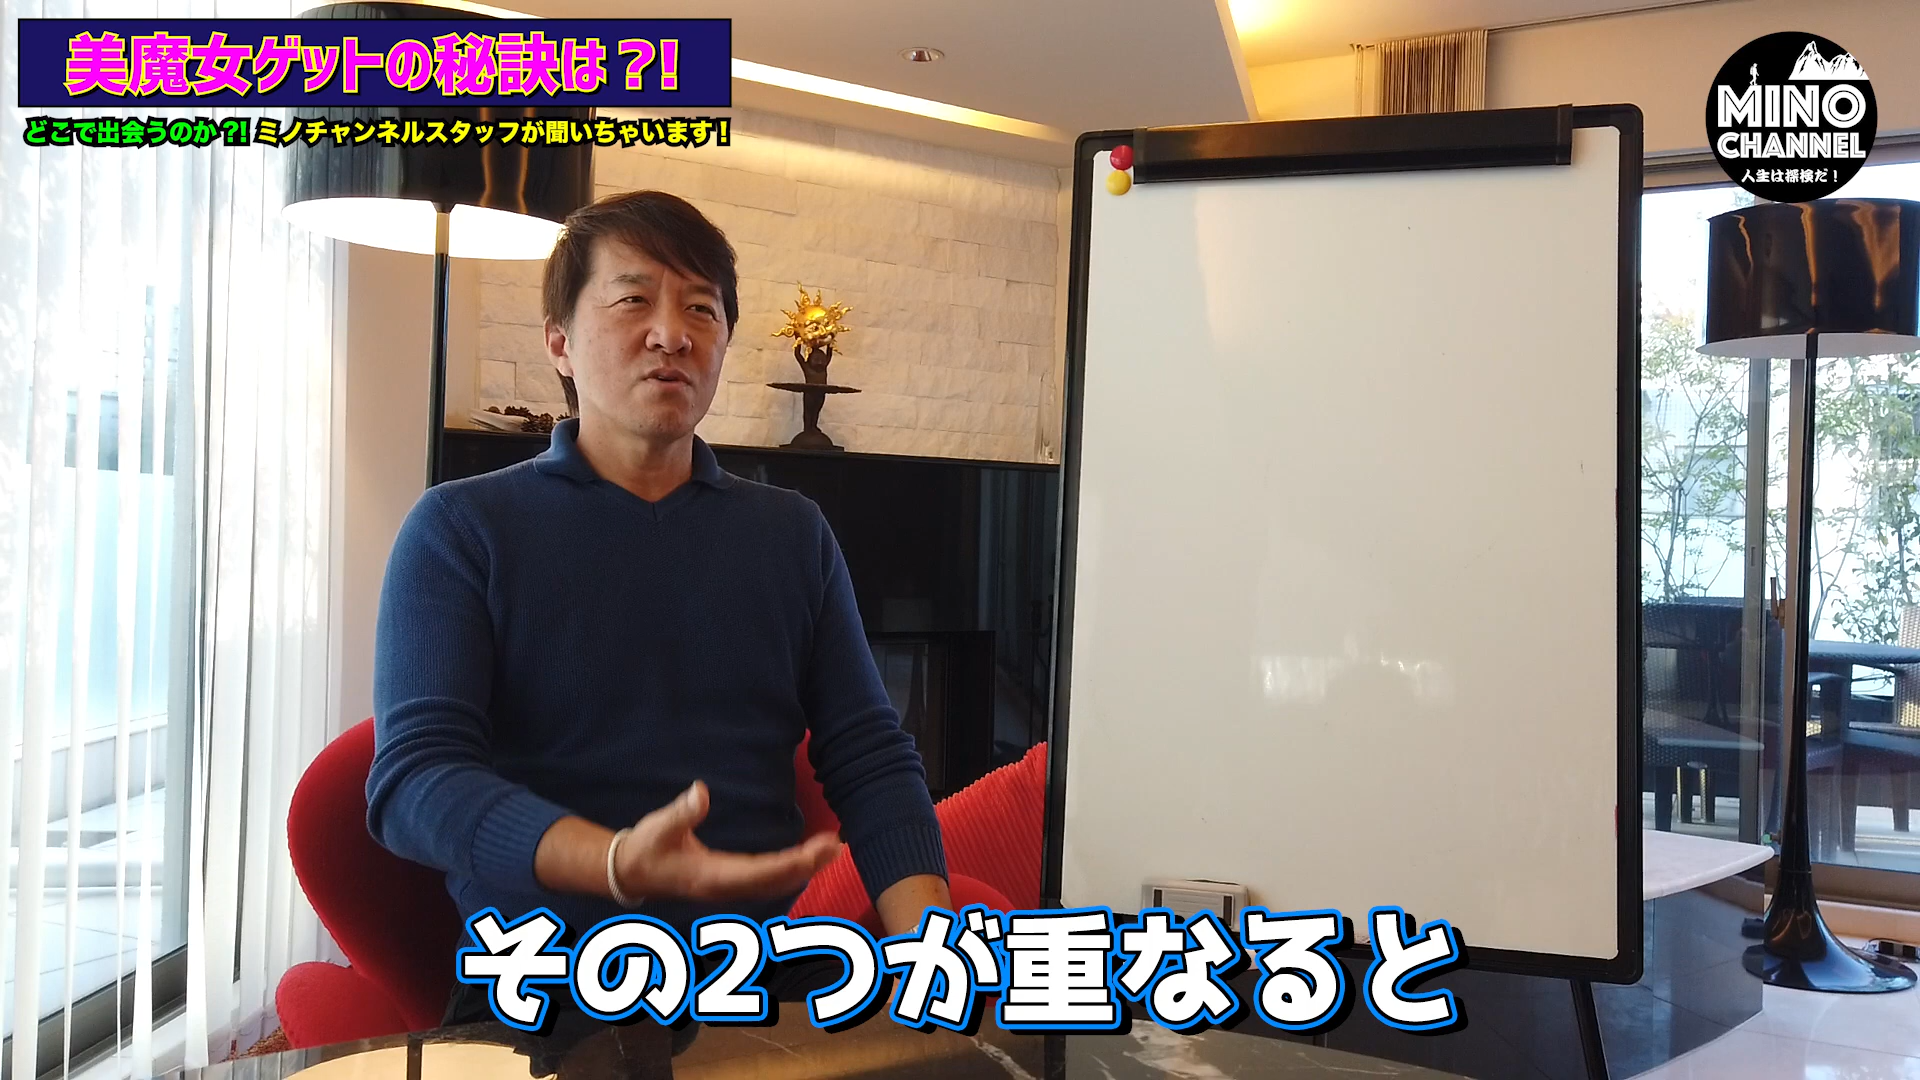 美魔女ゲットの秘訣は？！
どこで出会うのか？！ミノチャンネルスタッフが聞いちゃいます！
MINO
CHANNEL
人生は探検だ！
その2つが重なると